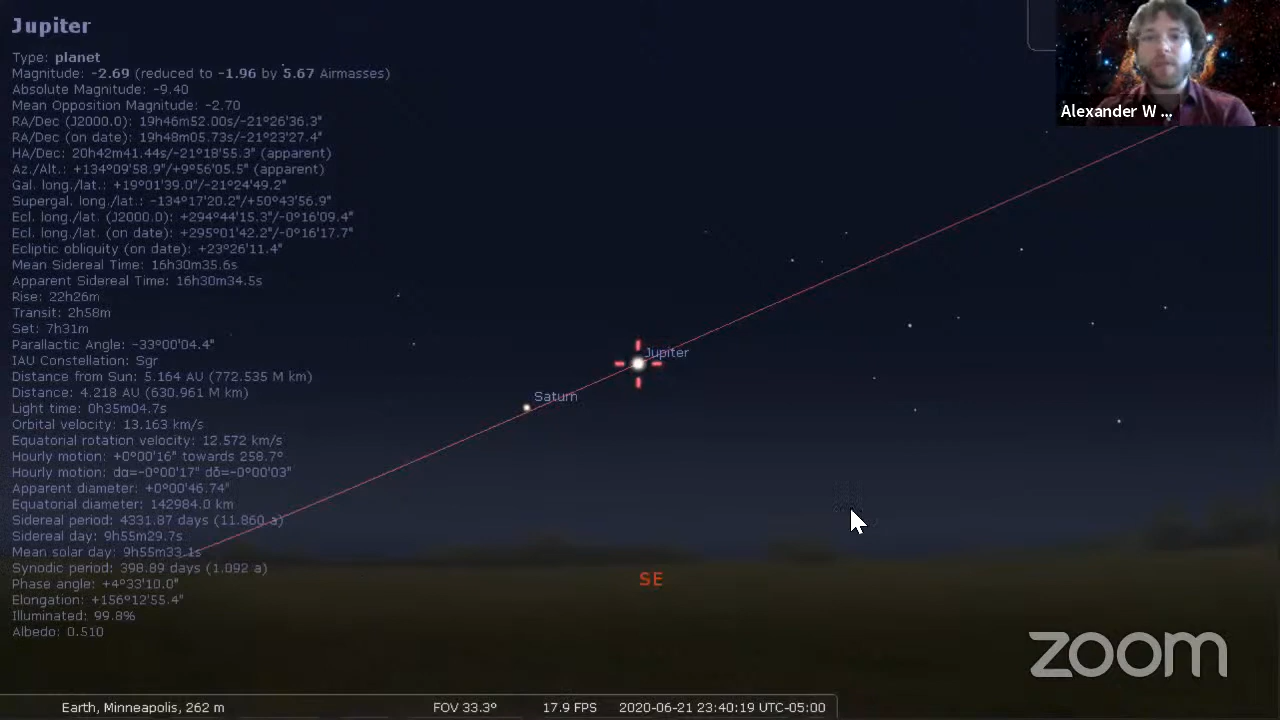 Jupiter
Type: planet
Magnitude: -2.69 (reduced to -1.96 by 5.67 Airmasses)
Absolute Magnitude: -9.40
Mean Opposition Magnitude: -2.70
RA/Dec (J2000.0): 19h46m52.00s/-21°26'36.3"
RA/Dec (on date): 19h48m05.73s/-21°23'27.4"
HA/Dec: 20h42m41.44s/-21°18'55.3" (apparent)
Az./Alt.: +134°09'58.9"/+9°56'05.5" (apparent)
Gal. long./lat.: +19°01'39.0"/-21°24'49.2"
Supergal. long./lat.: -134°17'20.2"/+50°43'56.9"
Ecl. long./lat. (J2000.0): +294°44'15.3"/-0°16'09.4"
Ecl. long./lat. (on date): +295°01'42.2"/-0°16'17.7"
Ecliptic obliquity (on date): +23°26'11.4"
Mean Sidereal Time: 16h30m35.6s
Apparent Sidereal Time: 16h30m34.5s
Rise: 22h26m
Transit: 2h58m
Set: 7h31m
Parallactic Angle: -33°00'04.4"
IAU Constellation: Sgr
Distance from Sun: 5.164 AU (772.535 M km)
Distance: 4.218 AU (630.961 M km)
Light time: 0h35m04.7s
Orbital velocity: 13.163 km/s
Equatorial rotation velocity: 12.572 km/s
Hourly motion: +0°00'16" towards 258.7°
Hourly motion: dα=-0°00'17" dδ=-0°00'03"
Apparent diameter: +0°00'46.74"
Equatorial diameter: 142984.0 km
Sidereal period: 4331.87 days (11.860 a)
Sidereal day: 9h55m29.7s
Mean solar day: 9h55m33.1s
Synodic period: 398.89 days (1.092 a)
Phase angle: +4°33'10.0"
Elongation: +156°12'55.4"
Illuminated: 99.8%
Albedo: 0.510
Alexander W ...
Jupiter
Saturn
SE
zoom
Earth, Minneapolis, 262 m
FOV 33.3°
17.9 FPS
2020-06-21 23:40:19 UTC-05:00